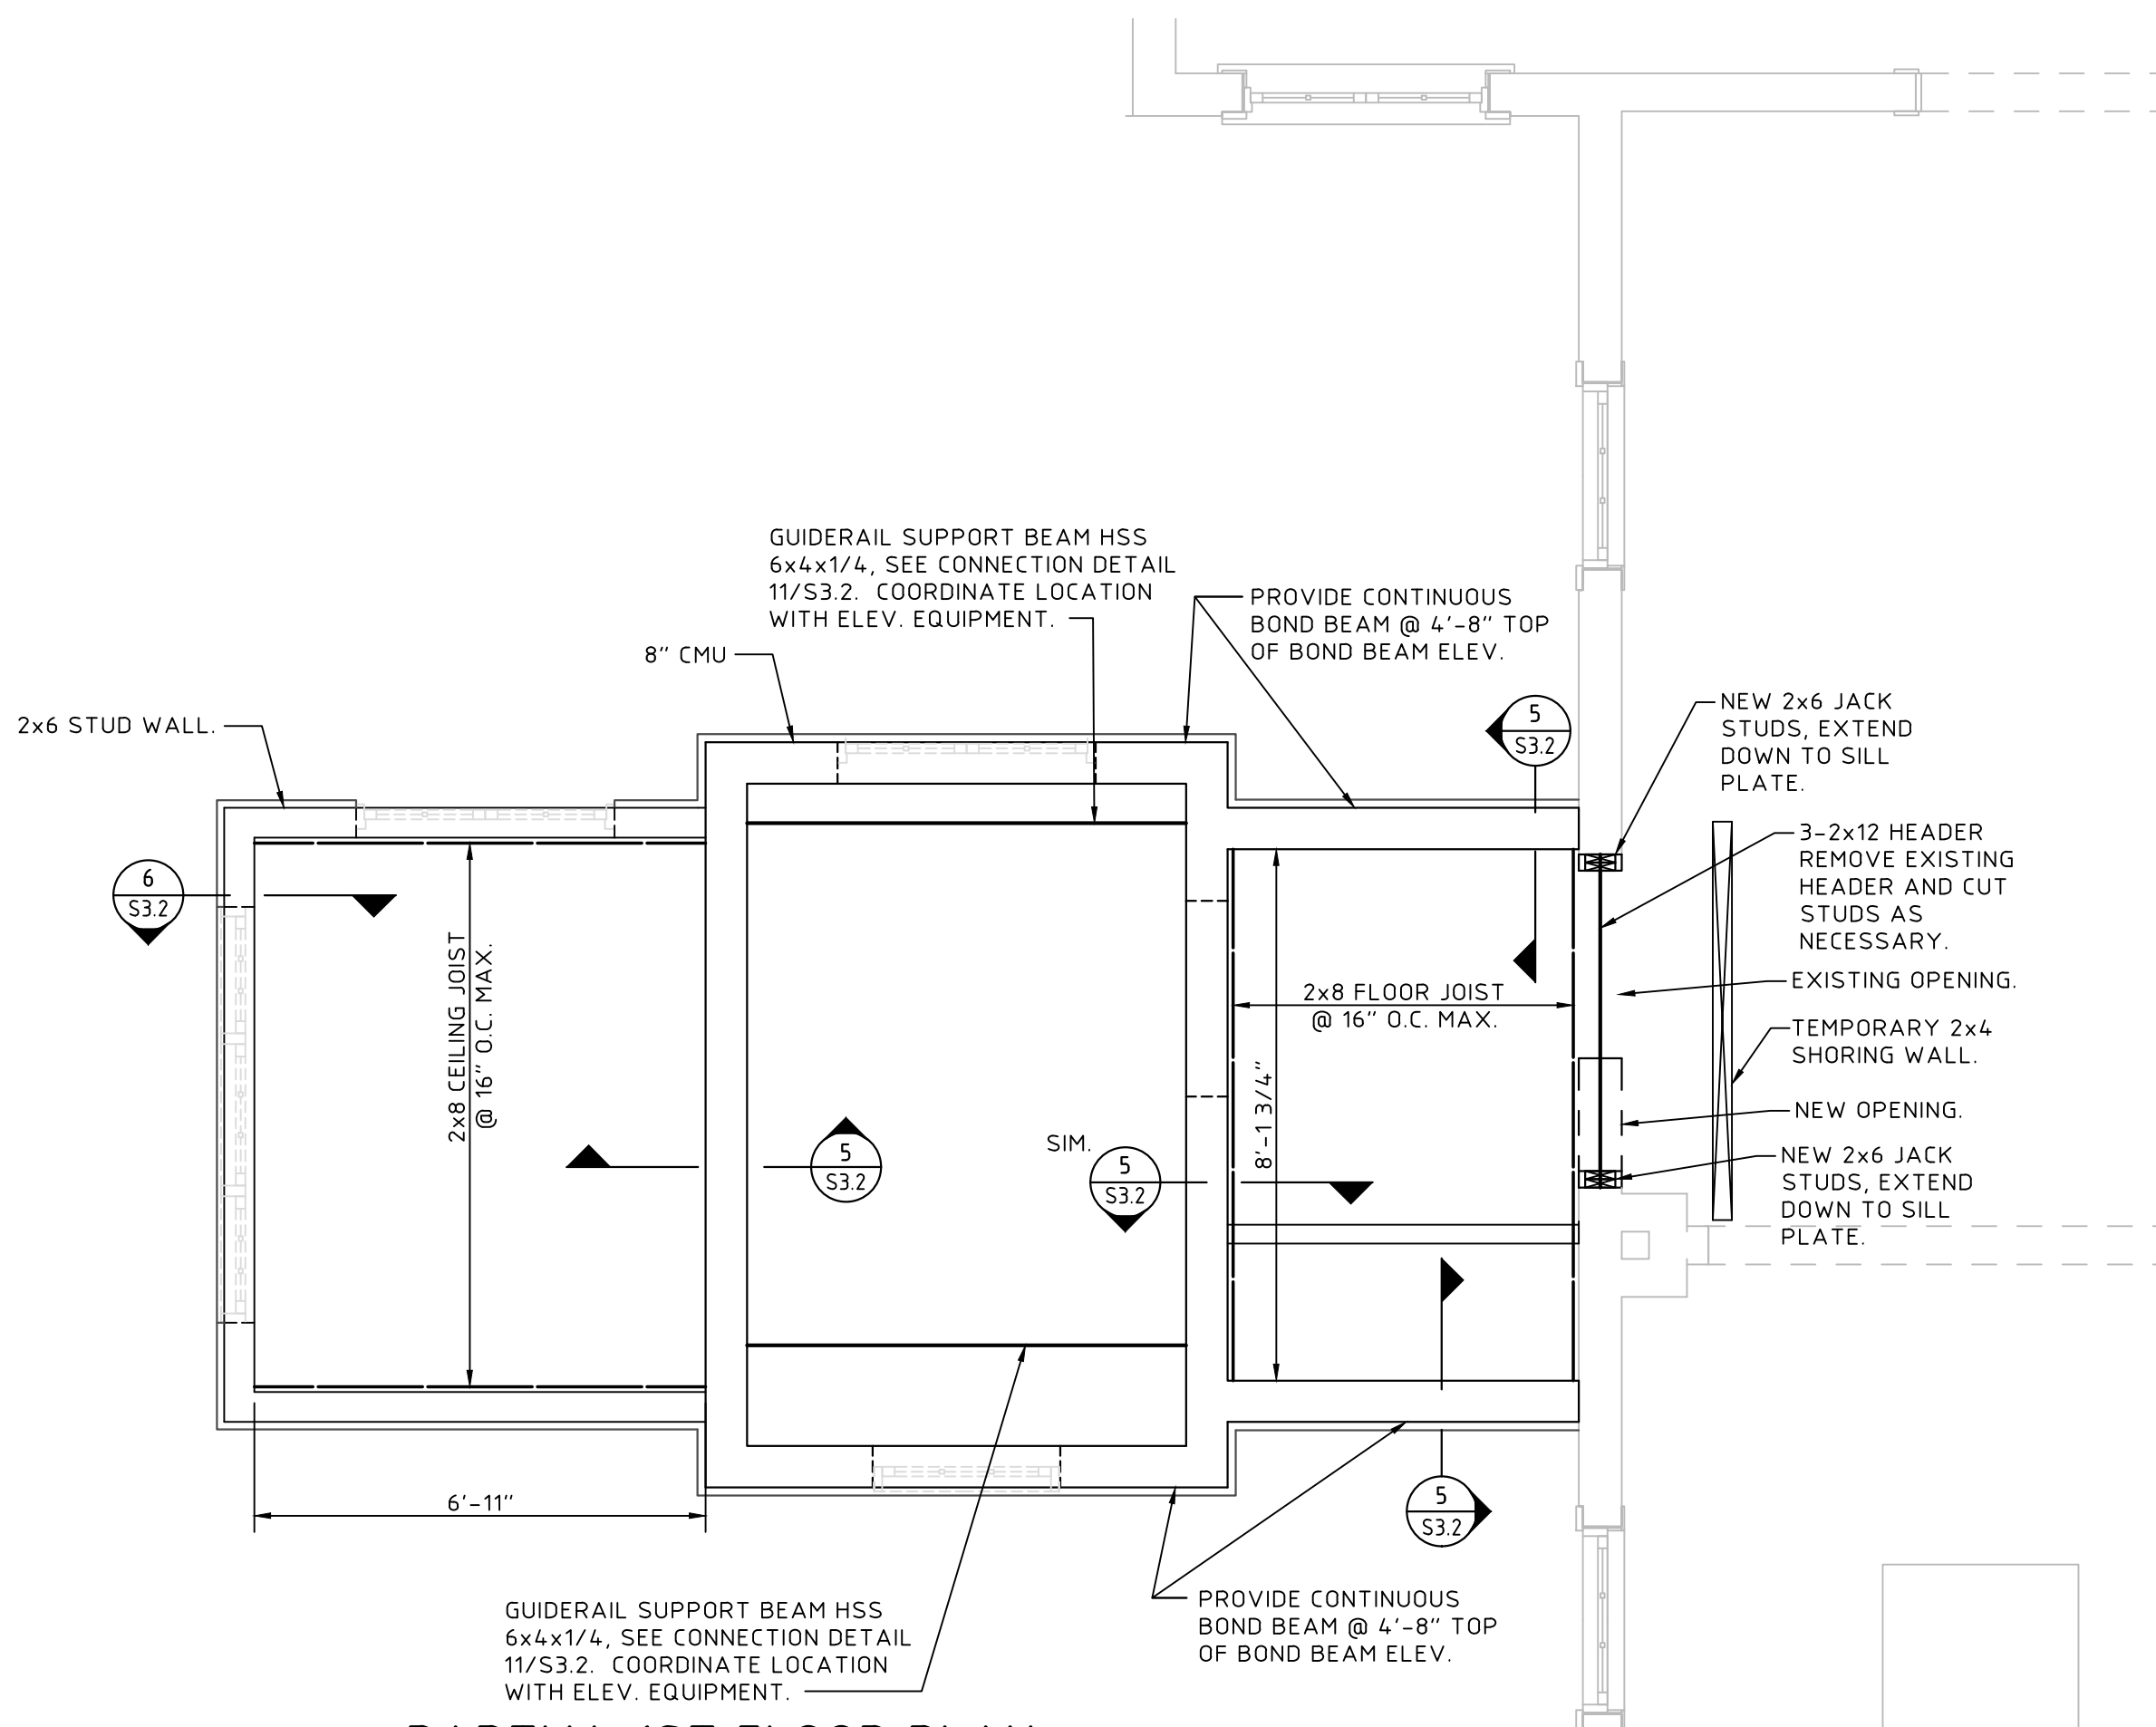 GUIDERAIL SUPPORT BEAM HSS
6x4x1/4, SEE CONNECTION DETAIL
11/S3.2. COORDINATE LOCATION
WITH ELEV. EQUIPMENT.
PROVIDE CONTINUOUS
BOND BEAM @ 4'-8" TOP
OF BOND BEAM ELEV.
8" CMU
2x6 STUD WALL.
5
S3.2
NEW 2x6 JACK
STUDS, EXTEND
DOWN TO SILL
PLATE.
3-2x12 HEADER
REMOVE EXISTING
HEADER AND CUT
STUDS AS
NECESSARY.
6
S3.2
2x8 CEILING JOIST
@ 16" O.C. MAX.
2x8 FLOOR JOIST
@ 16" O.C. MAX.
EXISTING OPENING.
TEMPORARY 2x4
SHORING WALL.
8'-1 3/4"
NEW OPENING.
SIM.
5
S3.2
5
S3.2
NEW 2x6 JACK
STUDS, EXTEND
DOWN TO SILL
PLATE.
6'-11"
5
S3.2
GUIDERAIL SUPPORT BEAM HSS
6x4x1/4, SEE CONNECTION DETAIL
11/S3.2. COORDINATE LOCATION
WITH ELEV. EQUIPMENT.
PROVIDE CONTINUOUS
BOND BEAM @ 4'-8" TOP
OF BOND BEAM ELEV.